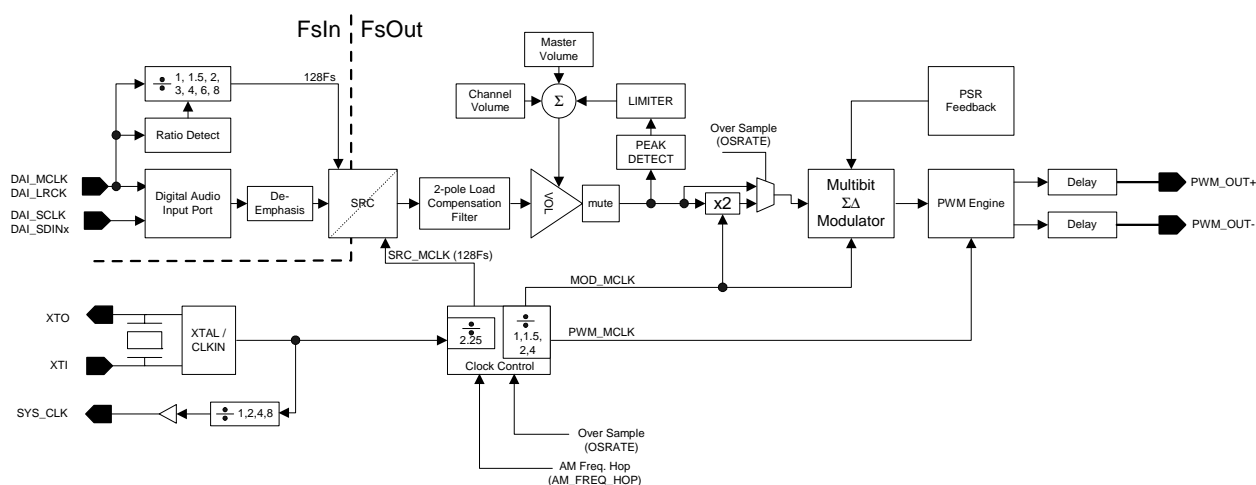 FsIn
FsOut
÷ 1, 1.5, 2,
3, 4, 6, 8
128Fs
Ratio Detect
DAI_MCLK
DAI_LRCK
DAI_SCLK
DAI_SDINx
Digital Audio
Input Port
De-
Emphasis
SRC
2-pole Load
Compensation
Filter
Master
Volume
Channel
Volume
Σ
LIMITER
PEAK
DETECT
VOL
mute
Over Sample
(OSRATE)
x2
PSR
Feedback
Multibit
ΣΔ
Modulator
PWM Engine
Delay
Delay
PWM_OUT+
PWM_OUT-
SRC_MCLK (128Fs)
MOD_MCLK
PWM_MCLK
÷
2.25
÷
1,1.5,
2,4
Clock Control
XTO
XTI
XTAL /
CLKIN
SYS_CLK
÷ 1,2,4,8
Over Sample
(OSRATE)
AM Freq. Hop
(AM_FREQ_HOP)